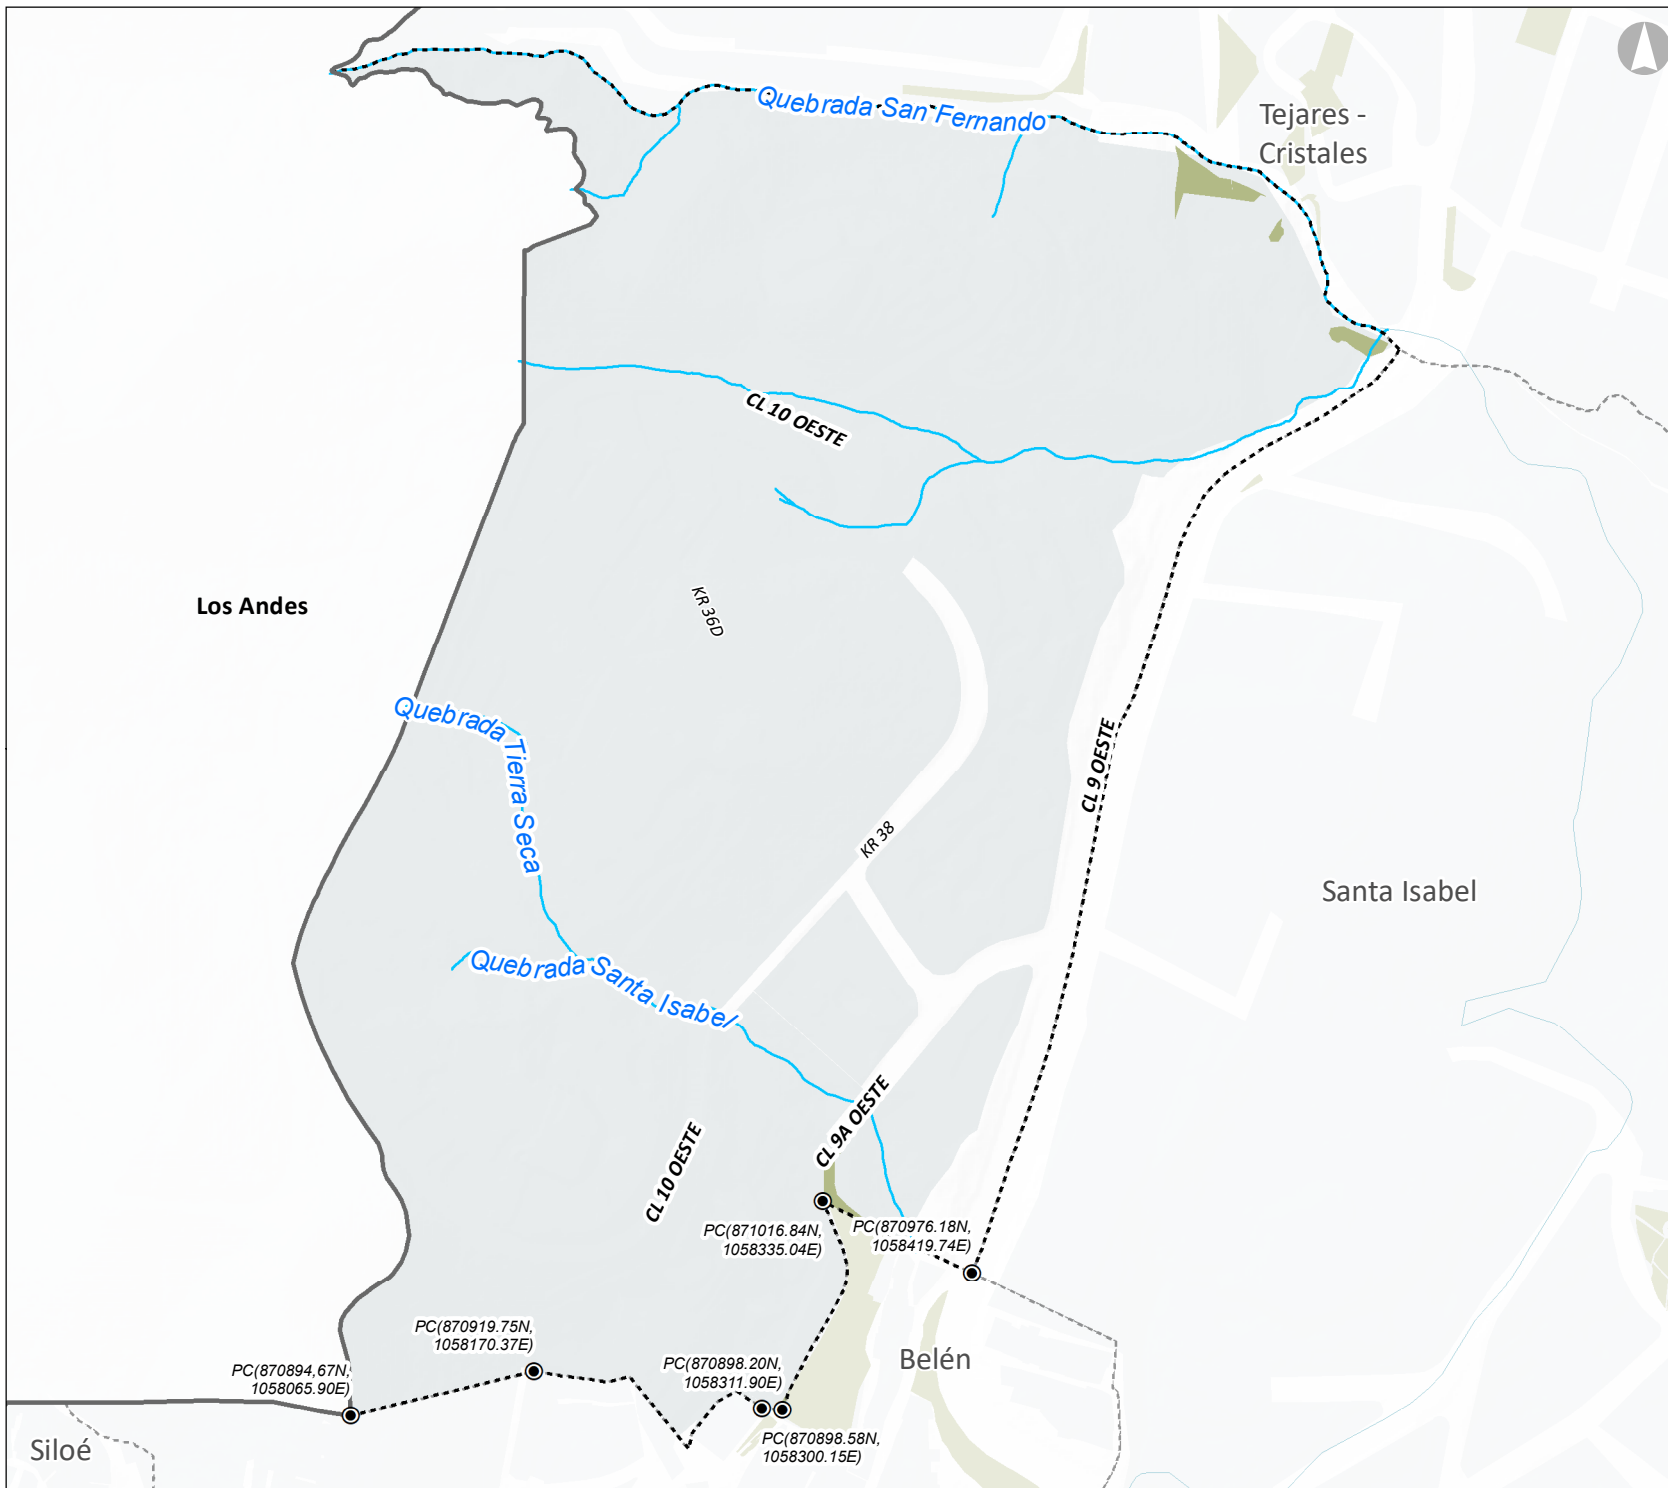 Quebrada San Fernando
Tejares -
Cristales
CL 10 OESTE
KR 36D
Los Andes
Quebrada Tierra Seca
CL 9 OESTE
KR 38
Santa Isabel
Quebrada Santa Isabel
CL 9A OESTE
CL 10 OESTE
PC(871016.84N,
1058335.04E)
PC(870976.18N,
1058419.74E)
PC(870919.75N,
1058170.37E)
PC(870894,67N,
1058065.90E)
PC(870898.20N,
1058311.90E)
Belén
PC(870898.58N,
1058300.15E)
Siloé